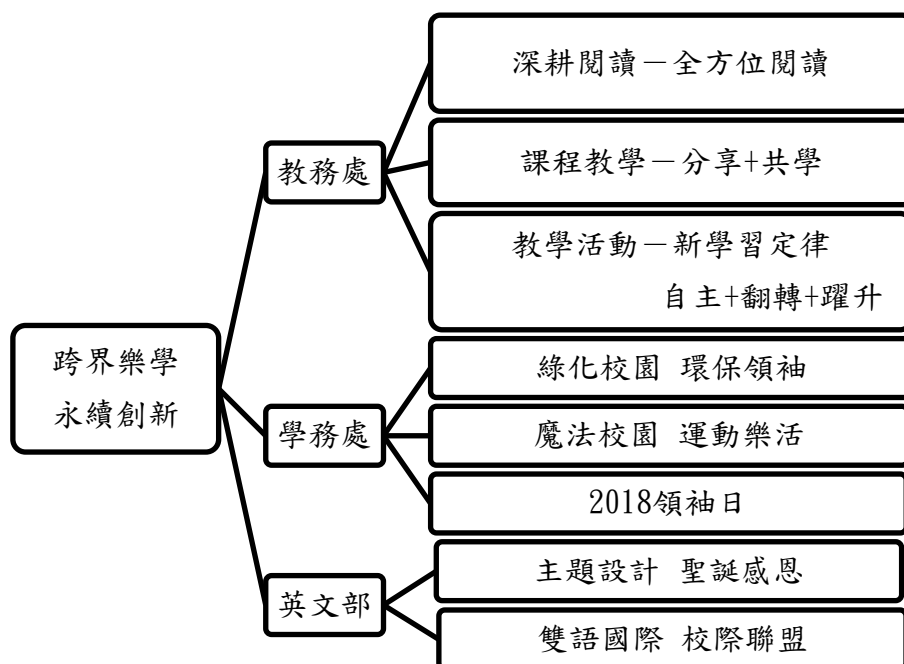 跨界樂學
永續創新
教務處
深耕閱讀－全方位閱讀
課程教學－分享+共學
教學活動－新學習定律
自主+翻轉+躍升
學務處
綠化校園 環保領袖
魔法校園 運動樂活
2018領袖日
英文部
主題設計 聖誕感恩
雙語國際 校際聯盟